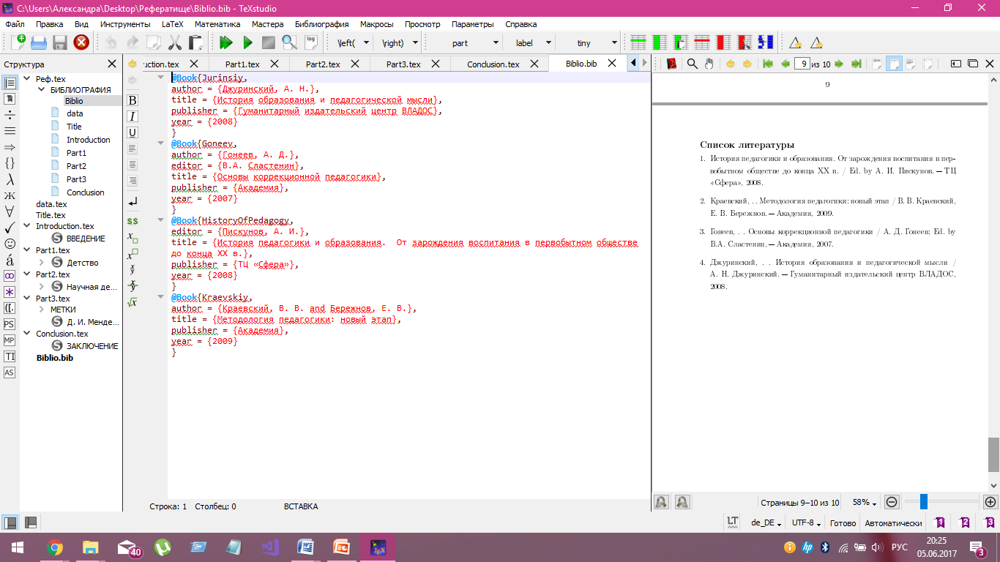 C:\Users\Александра\Desktop\Рефератище\Biblio.bib - TeXstudio
Файл Правка Вид Инструменты LaTeX Математика Мастера Библиография Макросы Просмотр Параметры Справка
log \left( \right) part label tiny
Структура
uction.tex Part1.tex Part2.tex Part3.tex Conclusion.tex Biblio.bib
9 из 10
Реф.tex
БИБЛИОГРАФИЯ
Biblio
data
Title
Introduction
Part1
Part2
Part3
Conclusion
data.tex
Title.tex
Introduction.tex
ВВЕДЕНИЕ
Part1.tex
Детство
Part2.tex
Научная де...
Part3.tex
МЕТКИ
Д. И. Менде...
Conclusion.tex
ЗАКЛЮЧЕНИЕ
Biblio.bib
@Book{Jurinsiy,
author = {Джуринский, А. Н.},
title = {История образования и педагогической мысли},
publisher = {Гуманитарный издательский центр ВЛАДОС},
year = {2008}
}
@Book{Goneev,
author = {Гонеев, А. Д.},
editor = {В.А. Сластенин},
title = {Основы коррекционной педагогики},
publisher = {Академия},
year = {2007}
}
@Book{HistoryOfPedagogy,
editor = {Пискунов, А. И.},
title = {История педагогики и образования.  От зарождения воспитания в первобытном обществе
до конца XX в.},
publisher = {ТЦ «Сфера»},
year = {2008}
}
@Book{Kraevskiy,
author = {Краевский, В. В. and Бережнов, Е. В.},
title = {Методология педагогики: новый этап},
publisher = {Академия},
year = {2009}
}
9
Список литературы
1. История педагогики и образования. От зарождения воспитания в пер-
вобытном обществе до конца XX в. / Ed. by А. И. Пискунов. — ТЦ
«Сфера», 2008.
2. Краевский, . . Методология педагогики: новый этап / В. В. Краевский,
Е. В. Бережнов. — Академия, 2009.
3. Гонеев, . . Основы коррекционной педагогики / А. Д. Гонеев; Ed. by
В.А. Сластенин. — Академия, 2007.
4. Джуринский, . . История образования и педагогической мысли /
А. Н. Джуринский. — Гуманитарный издательский центр ВЛАДОС,
2008.
Строка: 1 Столбец: 0 ВСТАВКА
Страницы 9–10 из 10 58%
LT de_DE UTF-8 Готово Автоматически 1 2 3
40 РУС 20:25
05.06.2017 3